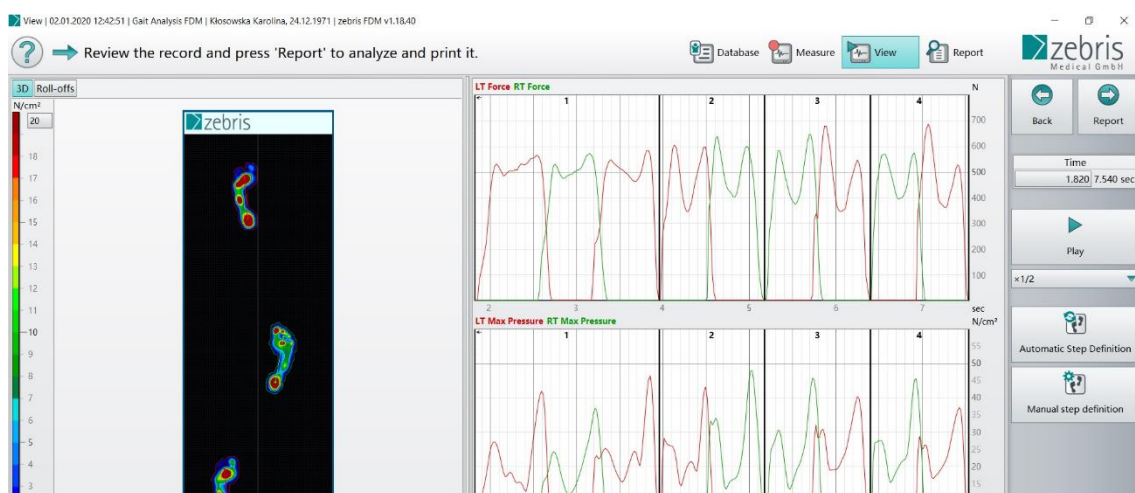 View | 02.01.2020 12:42:51 | Gait Analysis FDM | Kłosowska Karolina, 24.12.1971 | zebris FDM v1.18.40
? Review the record and press 'Report' to analyze and print it.
Database Measure View Report
zebris
Medical GmbH
3D Roll-offs
N/cm²
20
18
17
16
15
14
13
12
11
10
9
8
7
6
5
4
3
zebris
LT Force RT Force N
1 2 3 4
700
600
500
400
300
200
100
2 3 4 5 6 7 sec
LT Max Pressure RT Max Pressure N/cm²
1 2 3 4
55
50
45
40
35
30
25
20
15
Back Report
Time
1.820 7.540 sec
Play
×1/2
Automatic Step Definition
Manual step definition